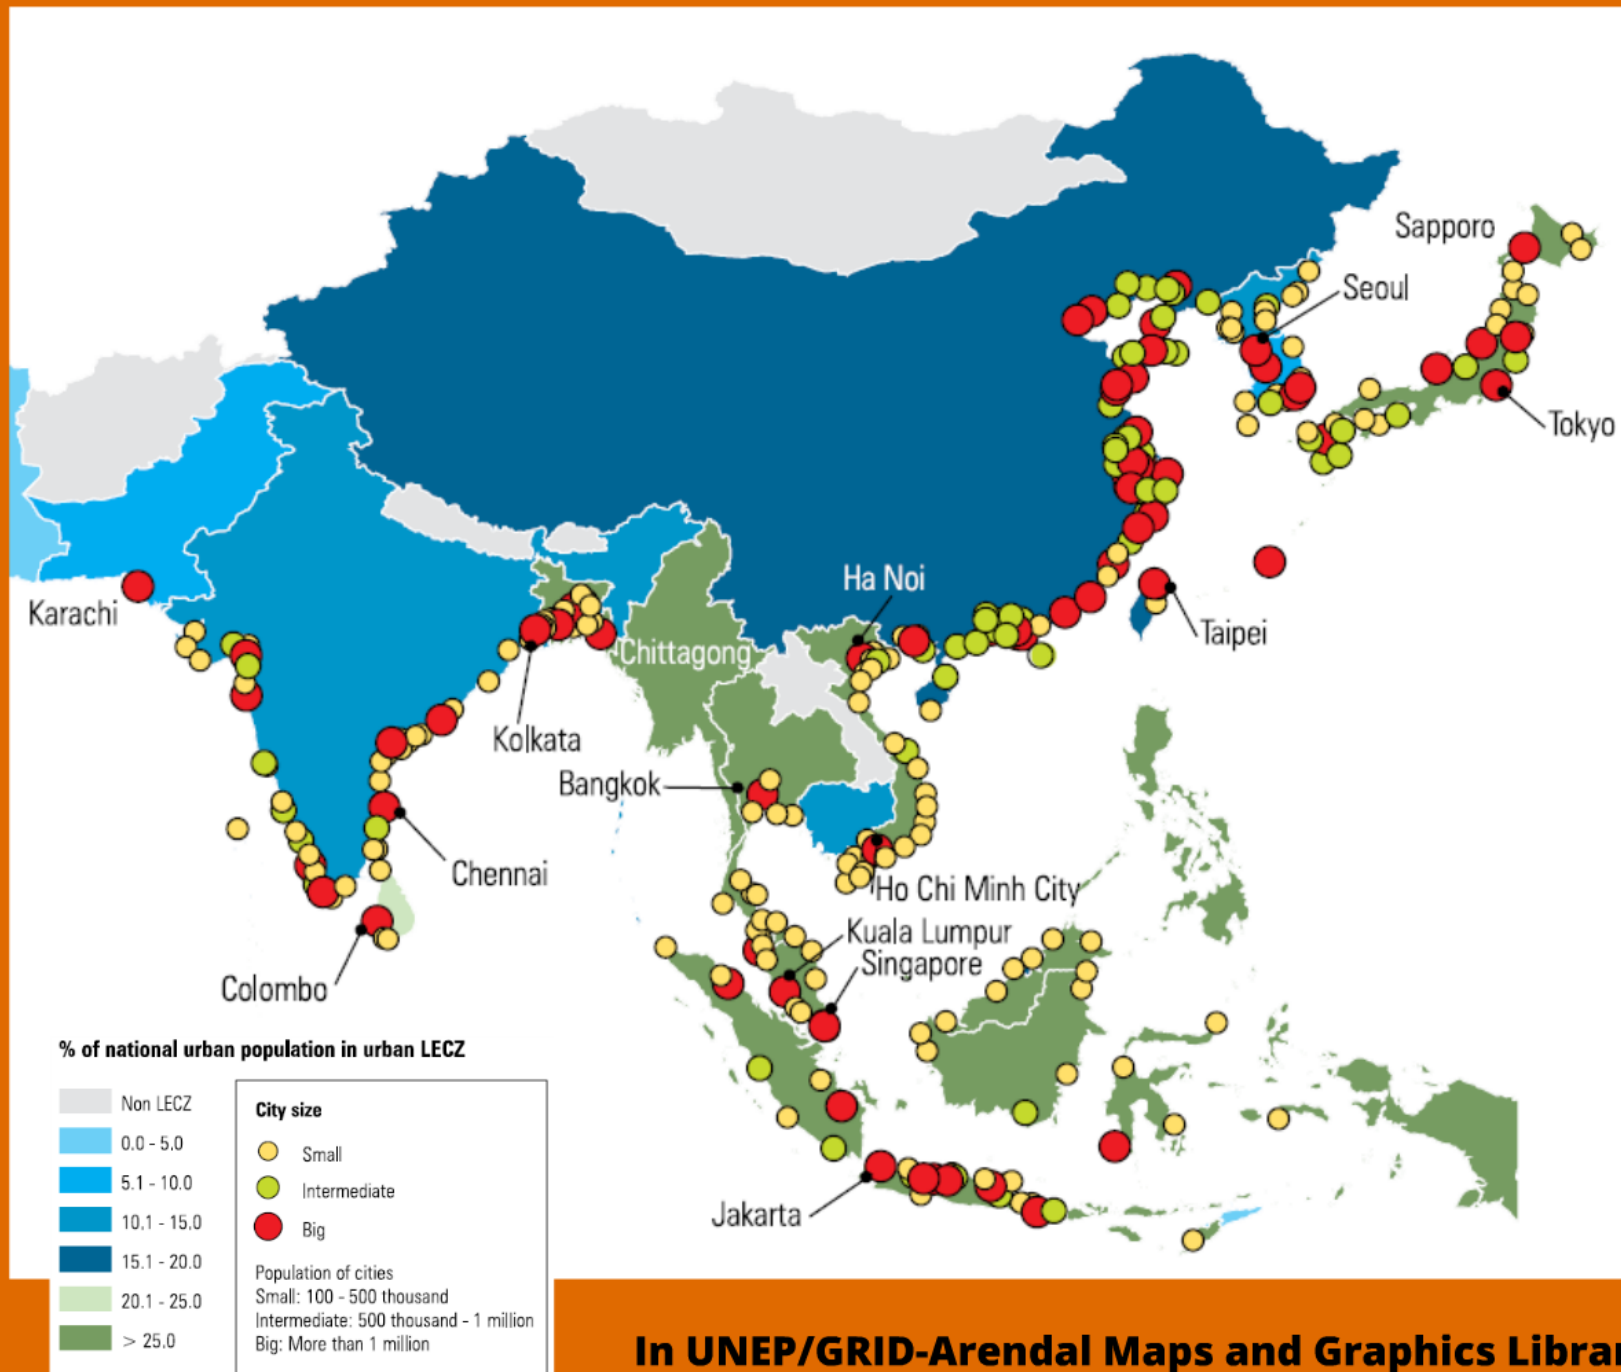 Sapporo
Seoul
Tokyo
Ha Noi
Karachi
Taipei
Chittagong
Kolkata
Bangkok
Chennai
Ho Chi Minh City
Kuala Lumpur
Singapore
Colombo
Jakarta
% of national urban population in urban LECZ
Non LECZ
0.0 - 5.0
5.1 - 10.0
10.1 - 15.0
15.1 - 20.0
20.1 - 25.0
> 25.0
City size
Small
Intermediate
Big
Population of cities
Small: 100 - 500 thousand
Intermediate: 500 thousand - 1 million
Big: More than 1 million
In UNEP/GRID-Arendal Maps and Graphics Libra